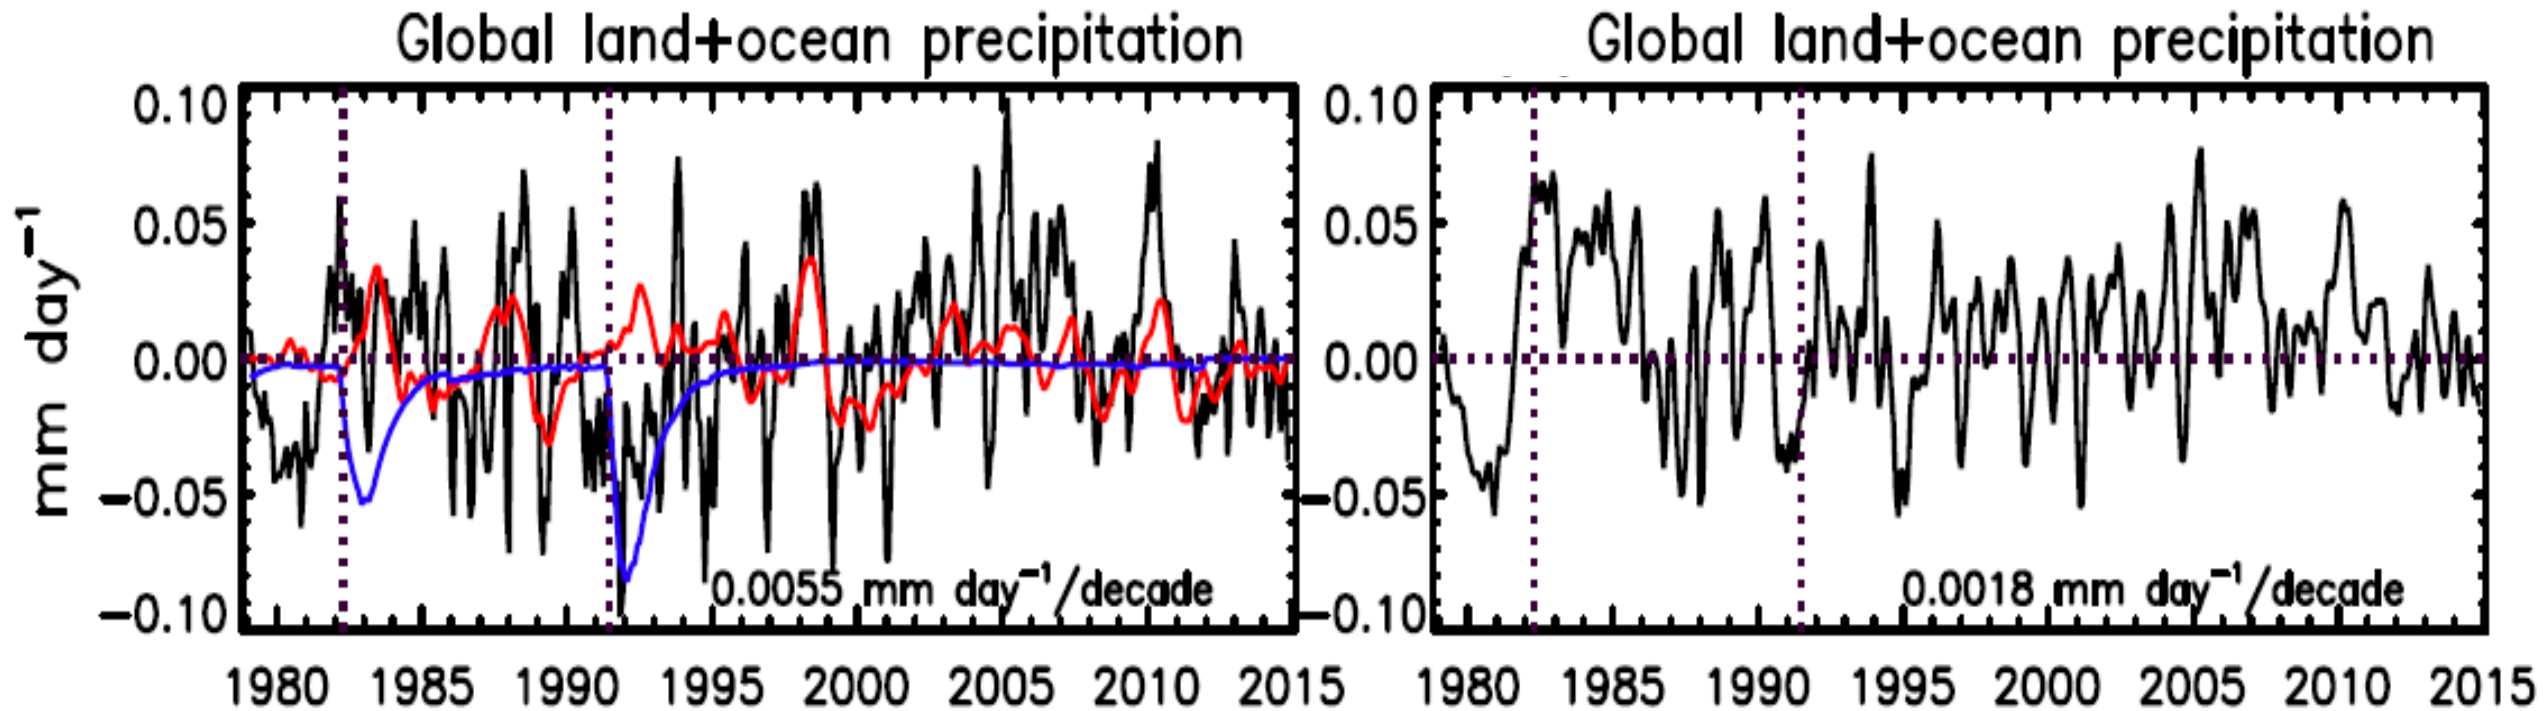 Global land+ocean precipitation
Global land+ocean precipitation
mm day⁻¹
0.10
0.05
0.00
−0.05
−0.10
0.0055 mm day⁻¹/decade
1980 1985 1990 1995 2000 2005 2010 2015
0.10
0.05
0.00
−0.05
−0.10
0.0018 mm day⁻¹/decade
1980 1985 1990 1995 2000 2005 2010 2015